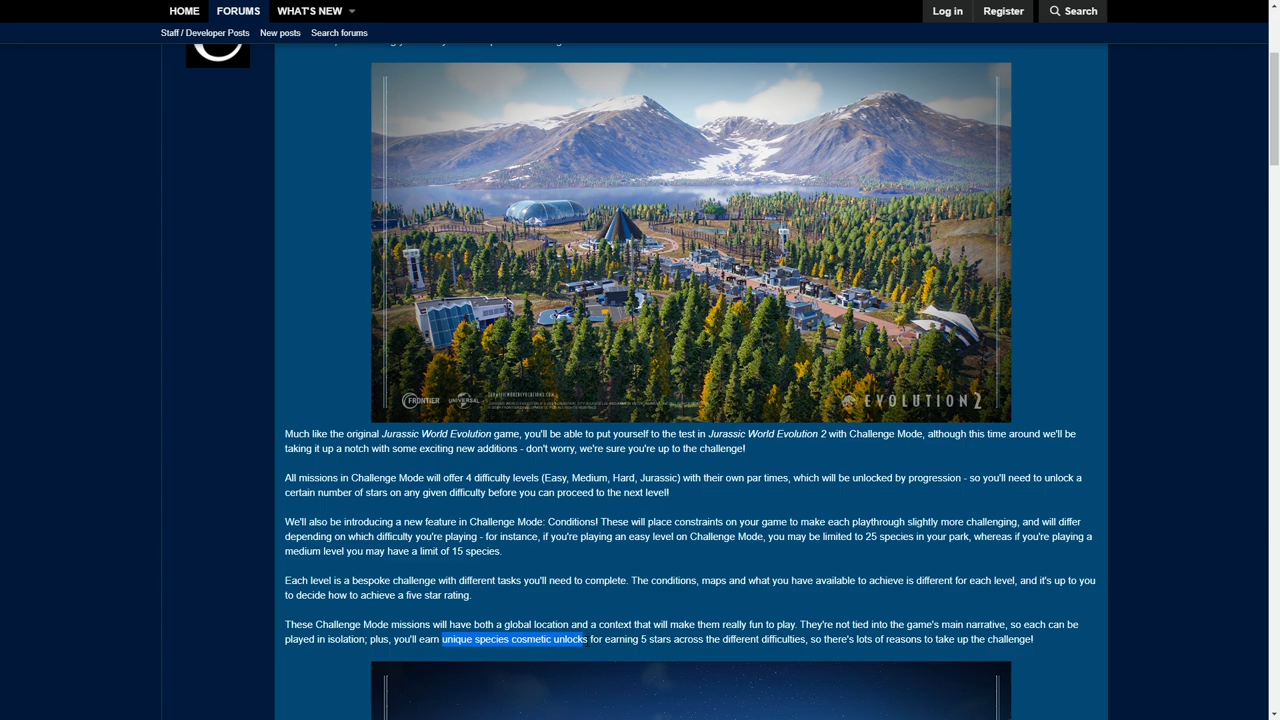 HOME FORUMS WHAT'S NEW Log in Register Search
Staff / Developer Posts New posts Search forums
FRONTIER UNIVERSAL EVOLUTION 2
Much like the original Jurassic World Evolution game, you'll be able to put yourself to the test in Jurassic World Evolution 2 with Challenge Mode, although this time around we'll be
taking it up a notch with some exciting new additions - don't worry, we're sure you're up to the challenge!
All missions in Challenge Mode will offer 4 difficulty levels (Easy, Medium, Hard, Jurassic) with their own par times, which will be unlocked by progression - so you'll need to unlock a
certain number of stars on any given difficulty before you can proceed to the next level!
We'll also be introducing a new feature in Challenge Mode: Conditions! These will place constraints on your game to make each playthrough slightly more challenging, and will differ
depending on which difficulty you're playing - for instance, if you're playing an easy level on Challenge Mode, you may be limited to 25 species in your park, whereas if you're playing a
medium level you may have a limit of 15 species.
Each level is a bespoke challenge with different tasks you'll need to complete. The conditions, maps and what you have available to achieve is different for each level, and it's up to you
to decide how to achieve a five star rating.
These Challenge Mode missions will have both a global location and a context that will make them really fun to play. They're not tied into the game's main narrative, so each can be
played in isolation; plus, you'll earn unique species cosmetic unlocks for earning 5 stars across the different difficulties, so there's lots of reasons to take up the challenge!